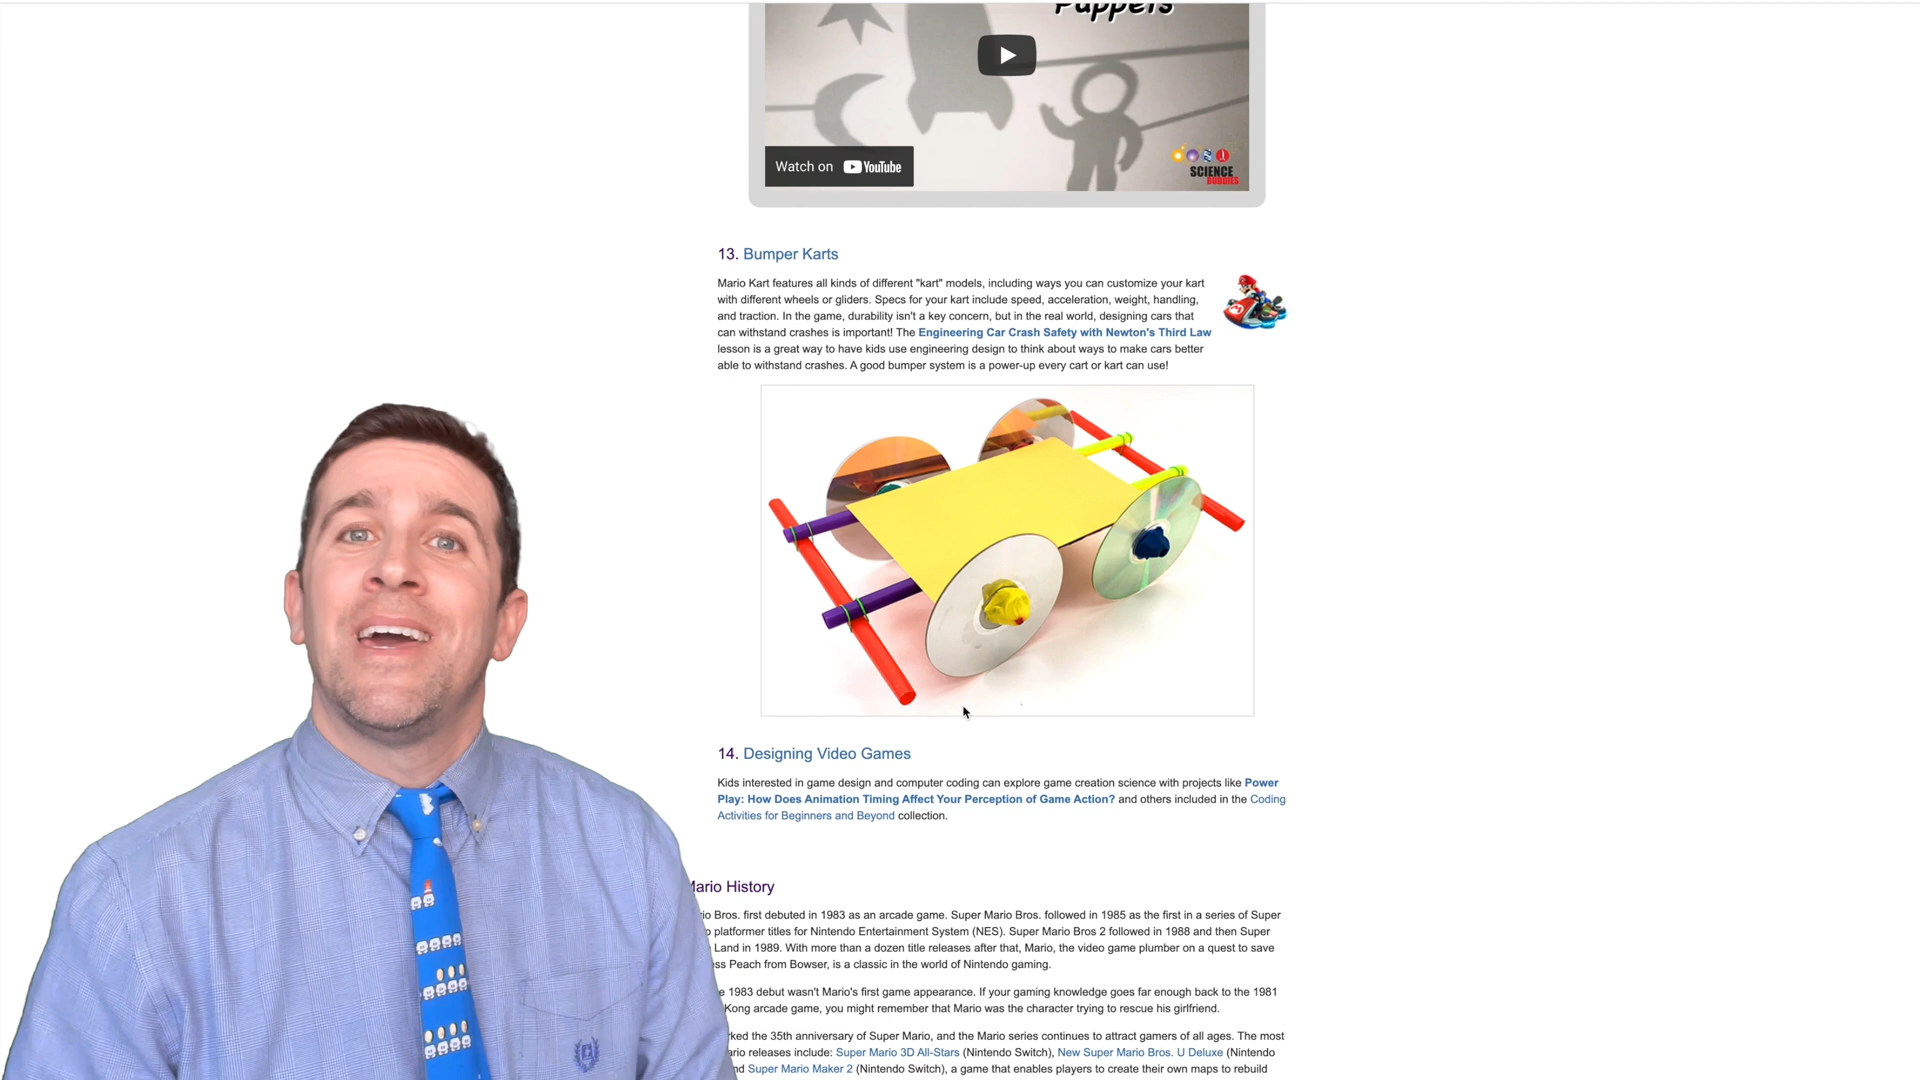 Puppets
Watch on YouTube
SCIENCE
BUDDIES
13. Bumper Karts
Mario Kart features all kinds of different "kart" models, including ways you can customize your kart
with different wheels or gliders. Specs for your kart include speed, acceleration, weight, handling,
and traction. In the game, durability isn't a key concern, but in the real world, designing cars that
can withstand crashes is important! The Engineering Car Crash Safety with Newton's Third Law
lesson is a great way to have kids use engineering design to think about ways to make cars better
able to withstand crashes. A good bumper system is a power-up every cart or kart can use!
14. Designing Video Games
Kids interested in game design and computer coding can explore game creation science with projects like Power
Play: How Does Animation Timing Affect Your Perception of Game Action? and others included in the Coding
Activities for Beginners and Beyond collection.
Mario History
io Bros. first debuted in 1983 as an arcade game. Super Mario Bros. followed in 1985 as the first in a series of Super
platformer titles for Nintendo Entertainment System (NES). Super Mario Bros 2 followed in 1988 and then Super
Land in 1989. With more than a dozen title releases after that, Mario, the video game plumber on a quest to save
ss Peach from Bowser, is a classic in the world of Nintendo gaming.
e 1983 debut wasn't Mario's first game appearance. If your gaming knowledge goes far enough back to the 1981
Kong arcade game, you might remember that Mario was the character trying to rescue his girlfriend.
rked the 35th anniversary of Super Mario, and the Mario series continues to attract gamers of all ages. The most
ario releases include: Super Mario 3D All-Stars (Nintendo Switch), New Super Mario Bros. U Deluxe (Nintendo
nd Super Mario Maker 2 (Nintendo Switch), a game that enables players to create their own maps to rebuild